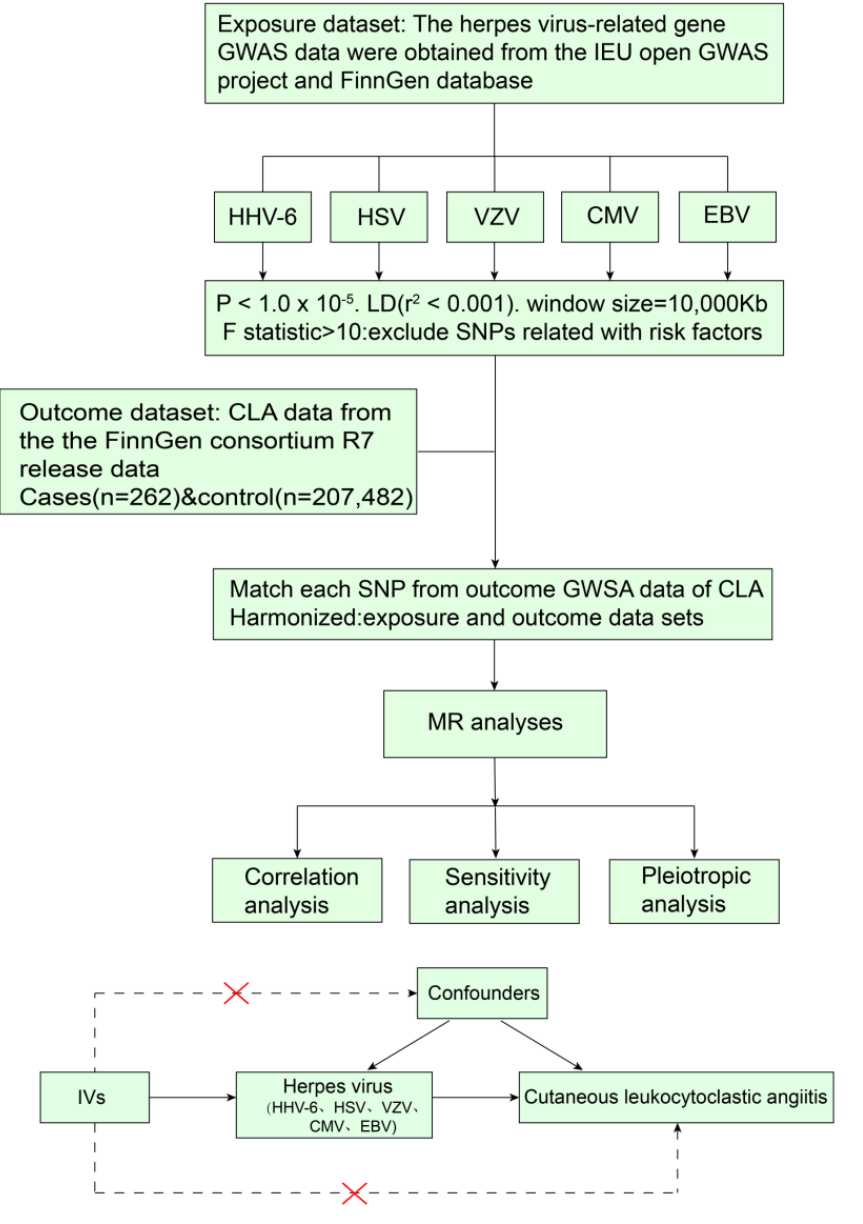 Exposure dataset: The herpes virus-related gene
GWAS data were obtained from the IEU open GWAS
project and FinnGen database
HHV-6
HSV
VZV
CMV
EBV
P < 1.0 x 10⁻⁵. LD(r² < 0.001). window size=10,000Kb
F statistic>10:exclude SNPs related with risk factors
Outcome dataset: CLA data from
the the FinnGen consortium R7
release data
Cases(n=262)&control(n=207,482)
Match each SNP from outcome GWSA data of CLA
Harmonized:exposure and outcome data sets
MR analyses
Correlation
analysis
Sensitivity
analysis
Pleiotropic
analysis
Confounders
IVs
Herpes virus
(HHV-6、HSV、VZV、
CMV、EBV)
Cutaneous leukocytoclastic angiitis